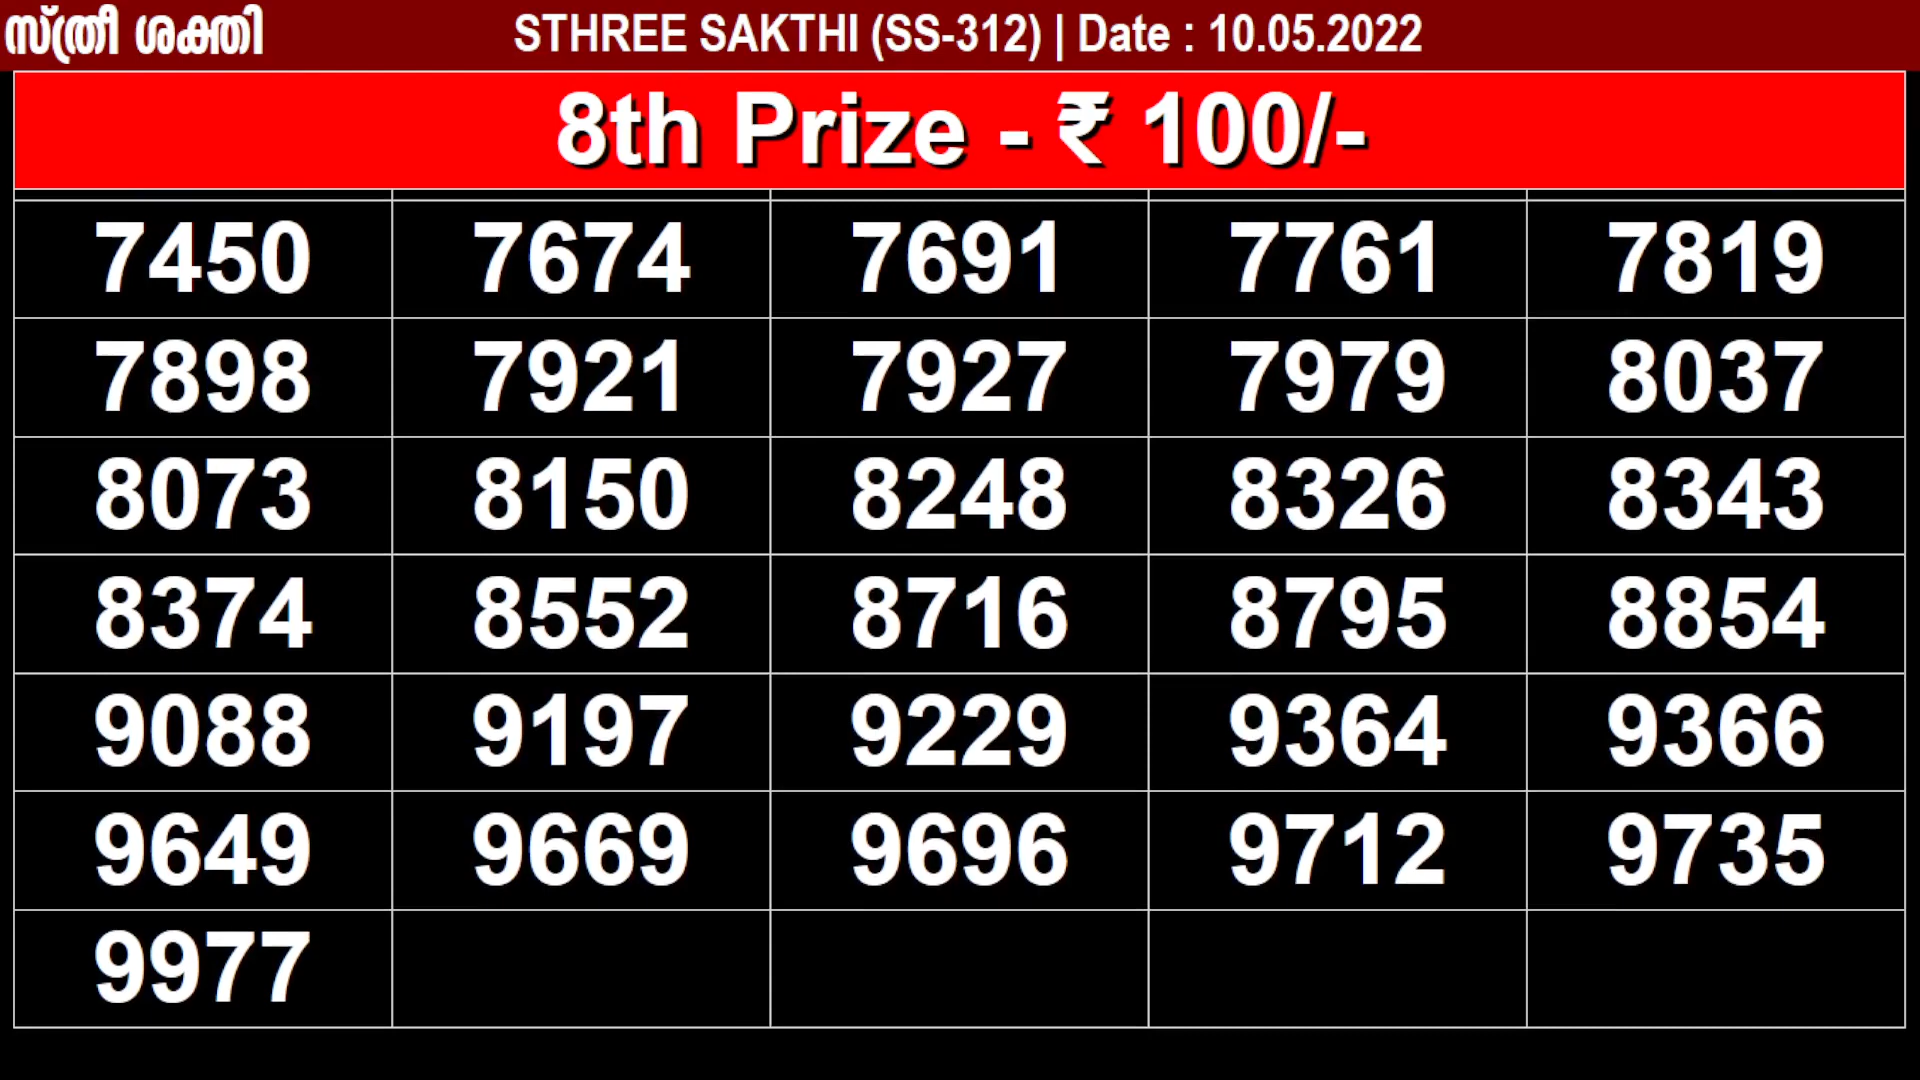 സ്ത്രീ ശക്തി STHREE SAKTHI (SS-312) | Date : 10.05.2022
8th Prize - ₹ 100/-
7450 7674 7691 7761 7819
7898 7921 7927 7979 8037
8073 8150 8248 8326 8343
8374 8552 8716 8795 8854
9088 9197 9229 9364 9366
9649 9669 9696 9712 9735
9977